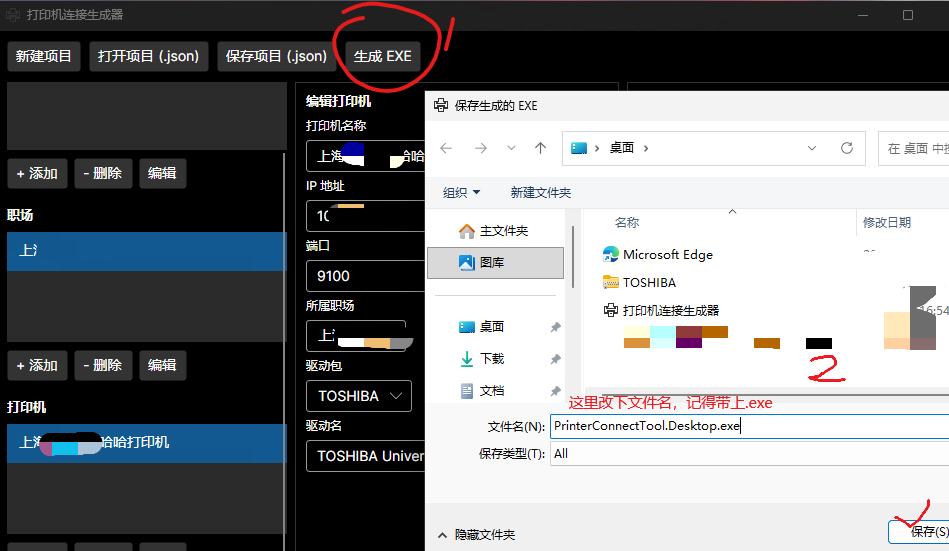 打印机连接生成器
新建项目 打开项目 (.json) 保存项目 (.json) 生成 EXE
1
+ 添加 - 删除 编辑
职场
上
+ 添加 - 删除 编辑
打印机
上海 哈打印机
编辑打印机
打印机名称
上海 哈哈
IP 地址
10
端口
9100
所属职场
上
驱动包
TOSHIBA
驱动名
TOSHIBA Univer
保存生成的 EXE
桌面
在 桌面 中
组织 新建文件夹
主文件夹
图库
桌面
下载
文档
名称 修改日期
Microsoft Edge
TOSHIBA
打印机连接生成器
16:54
2
这里改下文件名，记得带上.exe
文件名(N): PrinterConnectTool.Desktop.exe
保存类型(T): All
隐藏文件夹 保存(S)